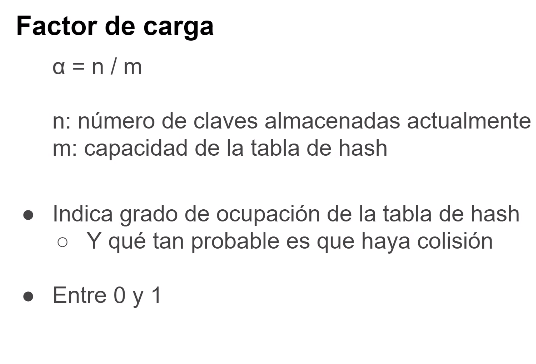 Factor de carga
α = n / m
n: número de claves almacenadas actualmente
m: capacidad de la tabla de hash
● Indica grado de ocupación de la tabla de hash
○ Y qué tan probable es que haya colisión
● Entre 0 y 1